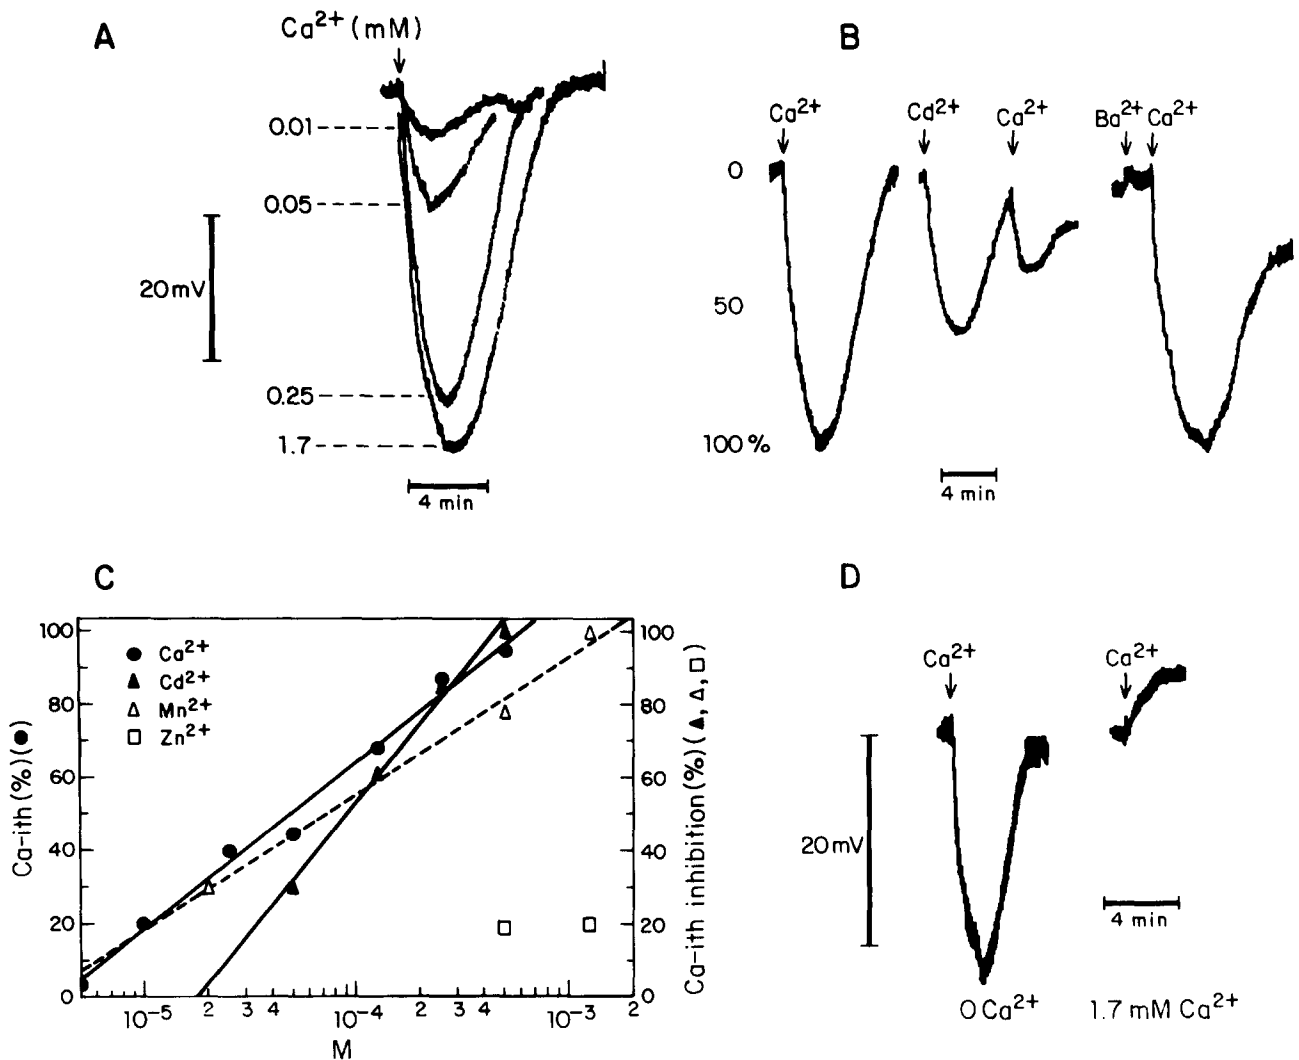 A
Ca2+ (mM)
0.01
0.05
20mV
0.25
1.7
4 min
B
Ca2+
Cd2+
Ca2+
Ba2+ Ca2+
0
50
100 %
4 min
C
Ca-ith (%) (●)
100
80
60
40
20
0
● Ca2+
▲ Cd2+
△ Mn2+
□ Zn2+
10-5 2 3 4 10-4 2 3 4 10-3 2
M
100
80
60
40
20
0
Ca-ith inhibition (%) (▲, △, □)
D
Ca2+
Ca2+
20mV
4 min
0 Ca2+
1.7 mM Ca2+